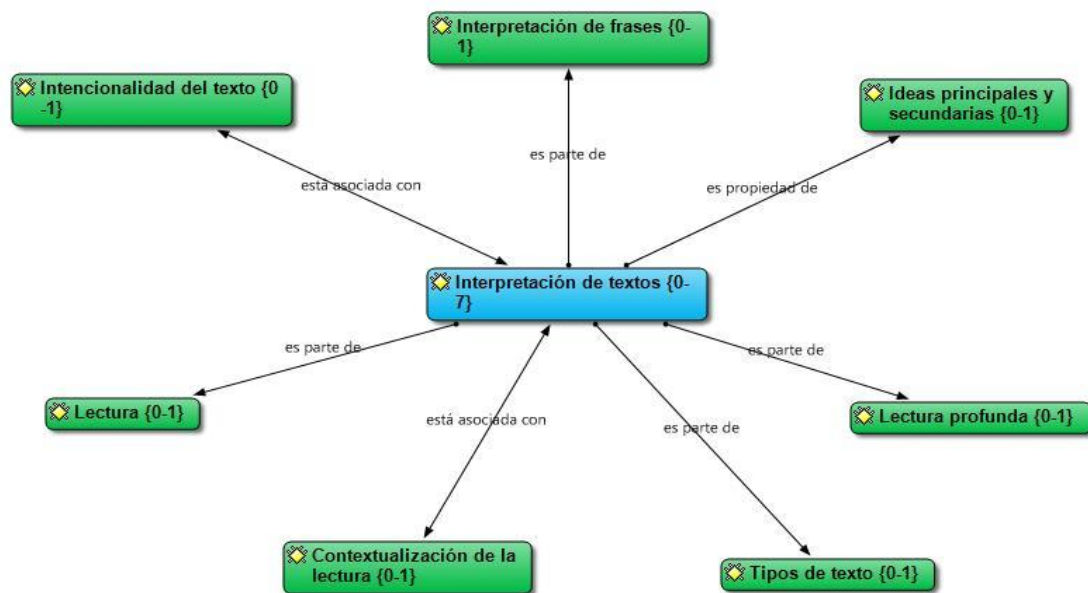 Interpretación de frases {0-
1}
Intencionalidad del texto {0
-1}
Ideas principales y
secundarias {0-1}
es parte de
está asociada con
es propiedad de
Interpretación de textos {0-
7}
es parte de
es parte de
Lectura {0-1}
está asociada con
es parte de
Lectura profunda {0-1}
Contextualización de la
lectura {0-1}
Tipos de texto {0-1}